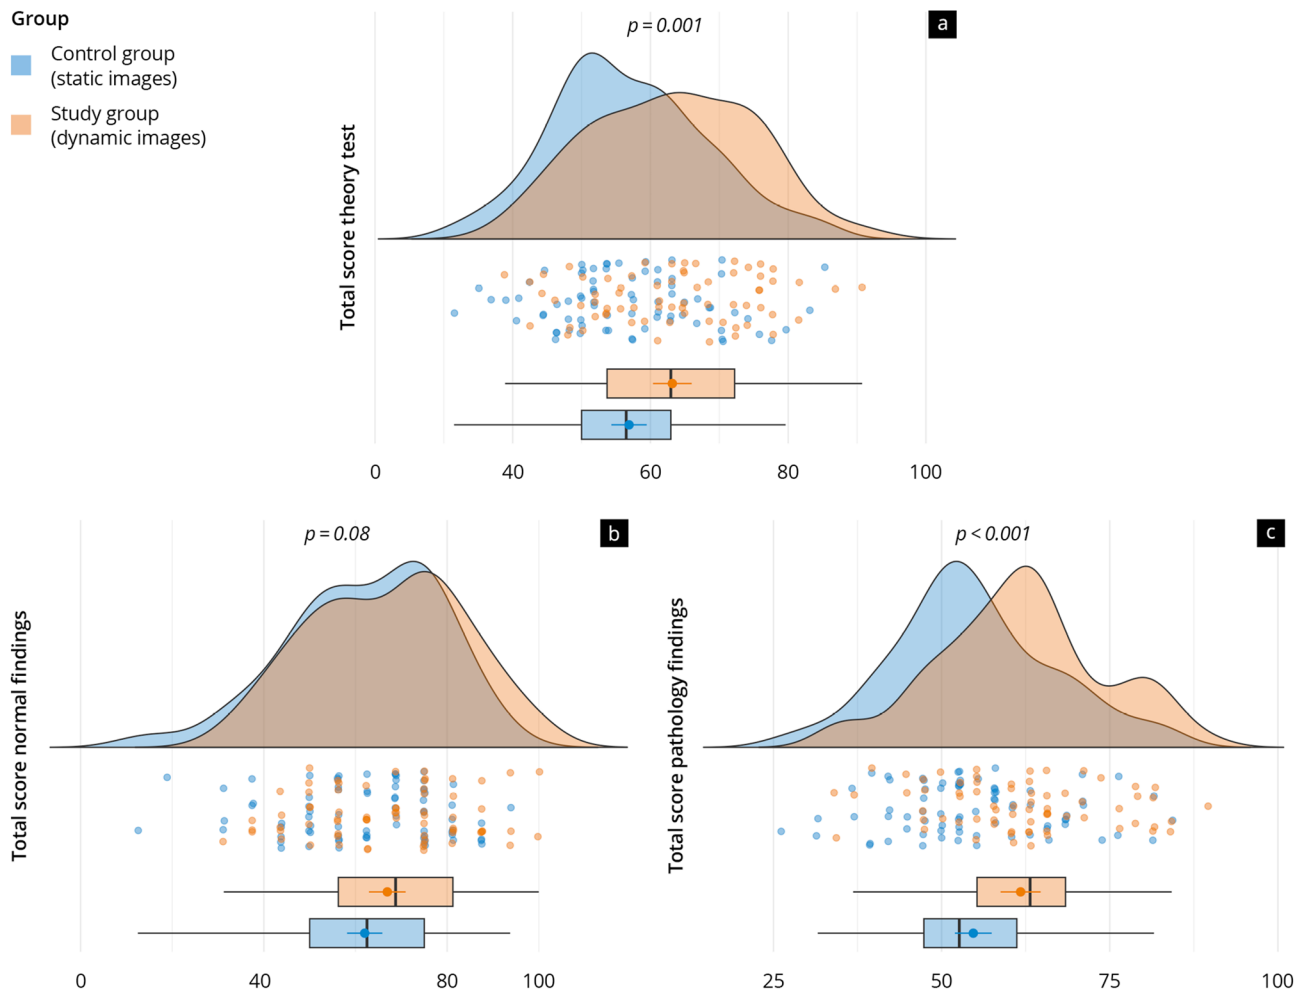 Group
Control group
(static images)
Study group
(dynamic images)
p = 0.001
a
Total score theory test
0 40 60 80 100
p = 0.08
b
Total score normal findings
0 40 80 100
p < 0.001
c
Total score pathology findings
25 50 75 100